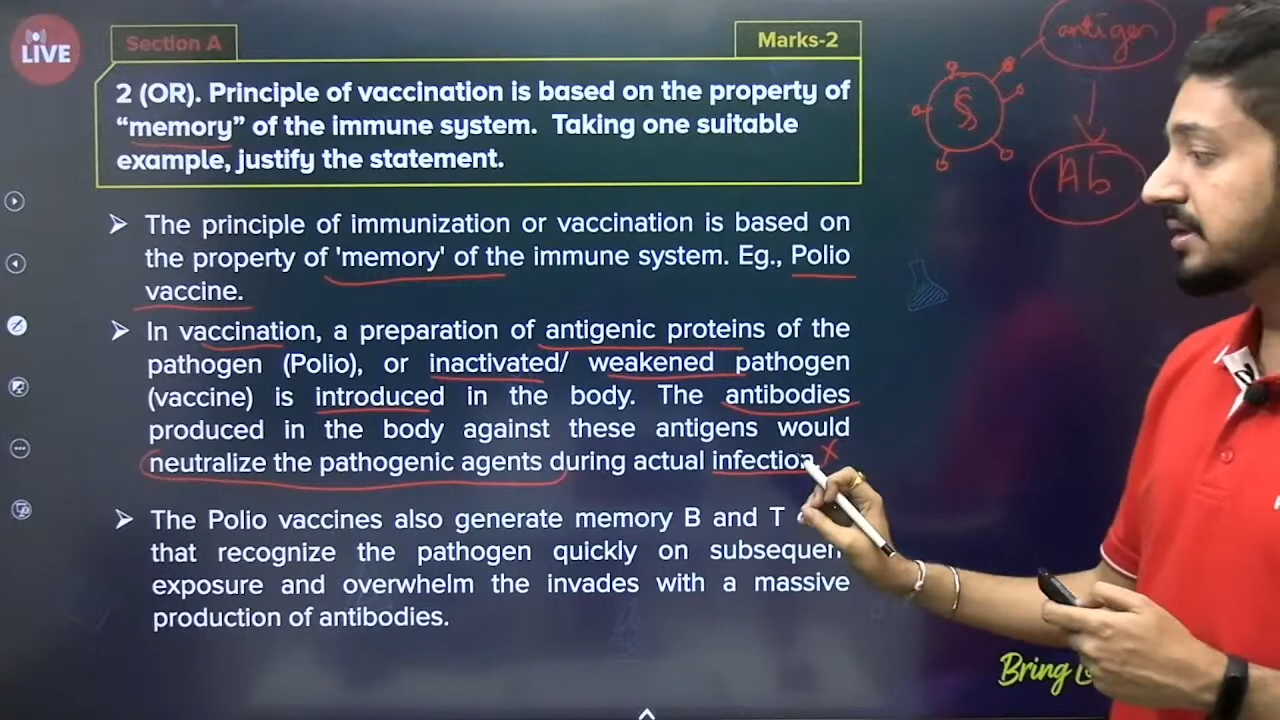 LIVE
Section A
Marks-2
antigen
Ab
2 (OR). Principle of vaccination is based on the property of
“memory” of the immune system. Taking one suitable
example, justify the statement.
➢ The principle of immunization or vaccination is based on
the property of 'memory' of the immune system. Eg., Polio
vaccine.
➢ In vaccination, a preparation of antigenic proteins of the
pathogen (Polio), or inactivated/ weakened pathogen
(vaccine) is introduced in the body. The antibodies
produced in the body against these antigens would
neutralize the pathogenic agents during actual infection
➢ The Polio vaccines also generate memory B and T
that recognize the pathogen quickly on subsequen
exposure and overwhelm the invades with a massive
production of antibodies.
Bring